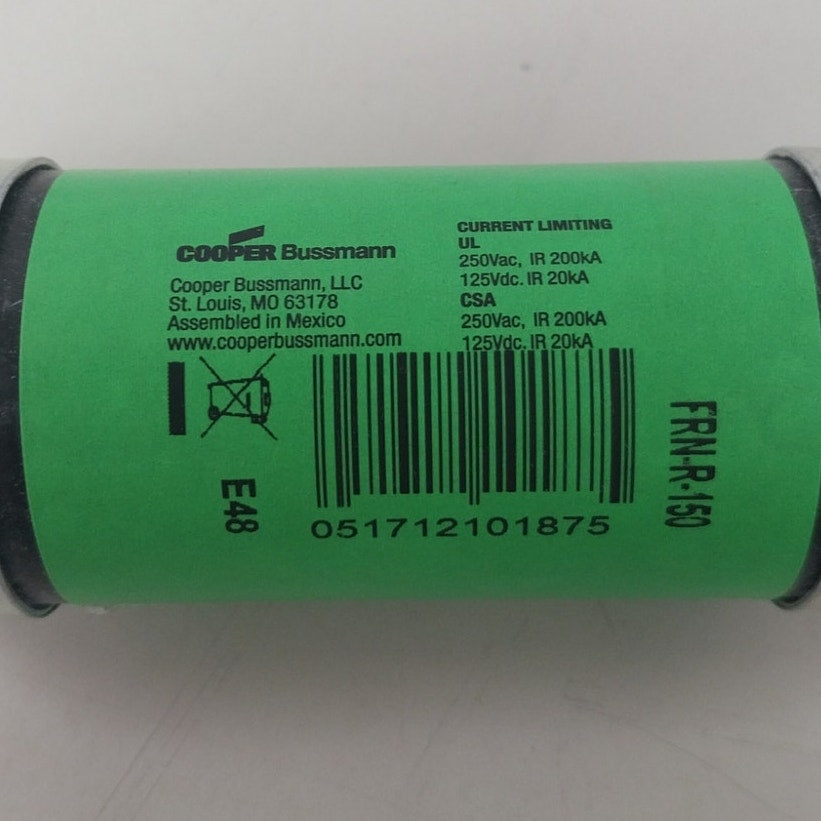 COOPER Bussmann
Cooper Bussmann, LLC
St. Louis, MO 63178
Assembled in Mexico
www.cooperbussmann.com
CURRENT LIMITING
UL
250Vac, IR 200kA
125Vdc. IR 20kA
CSA
250Vac, IR 200kA
125Vdc. IR 20kA
E48
051712101875
FRN-R-150